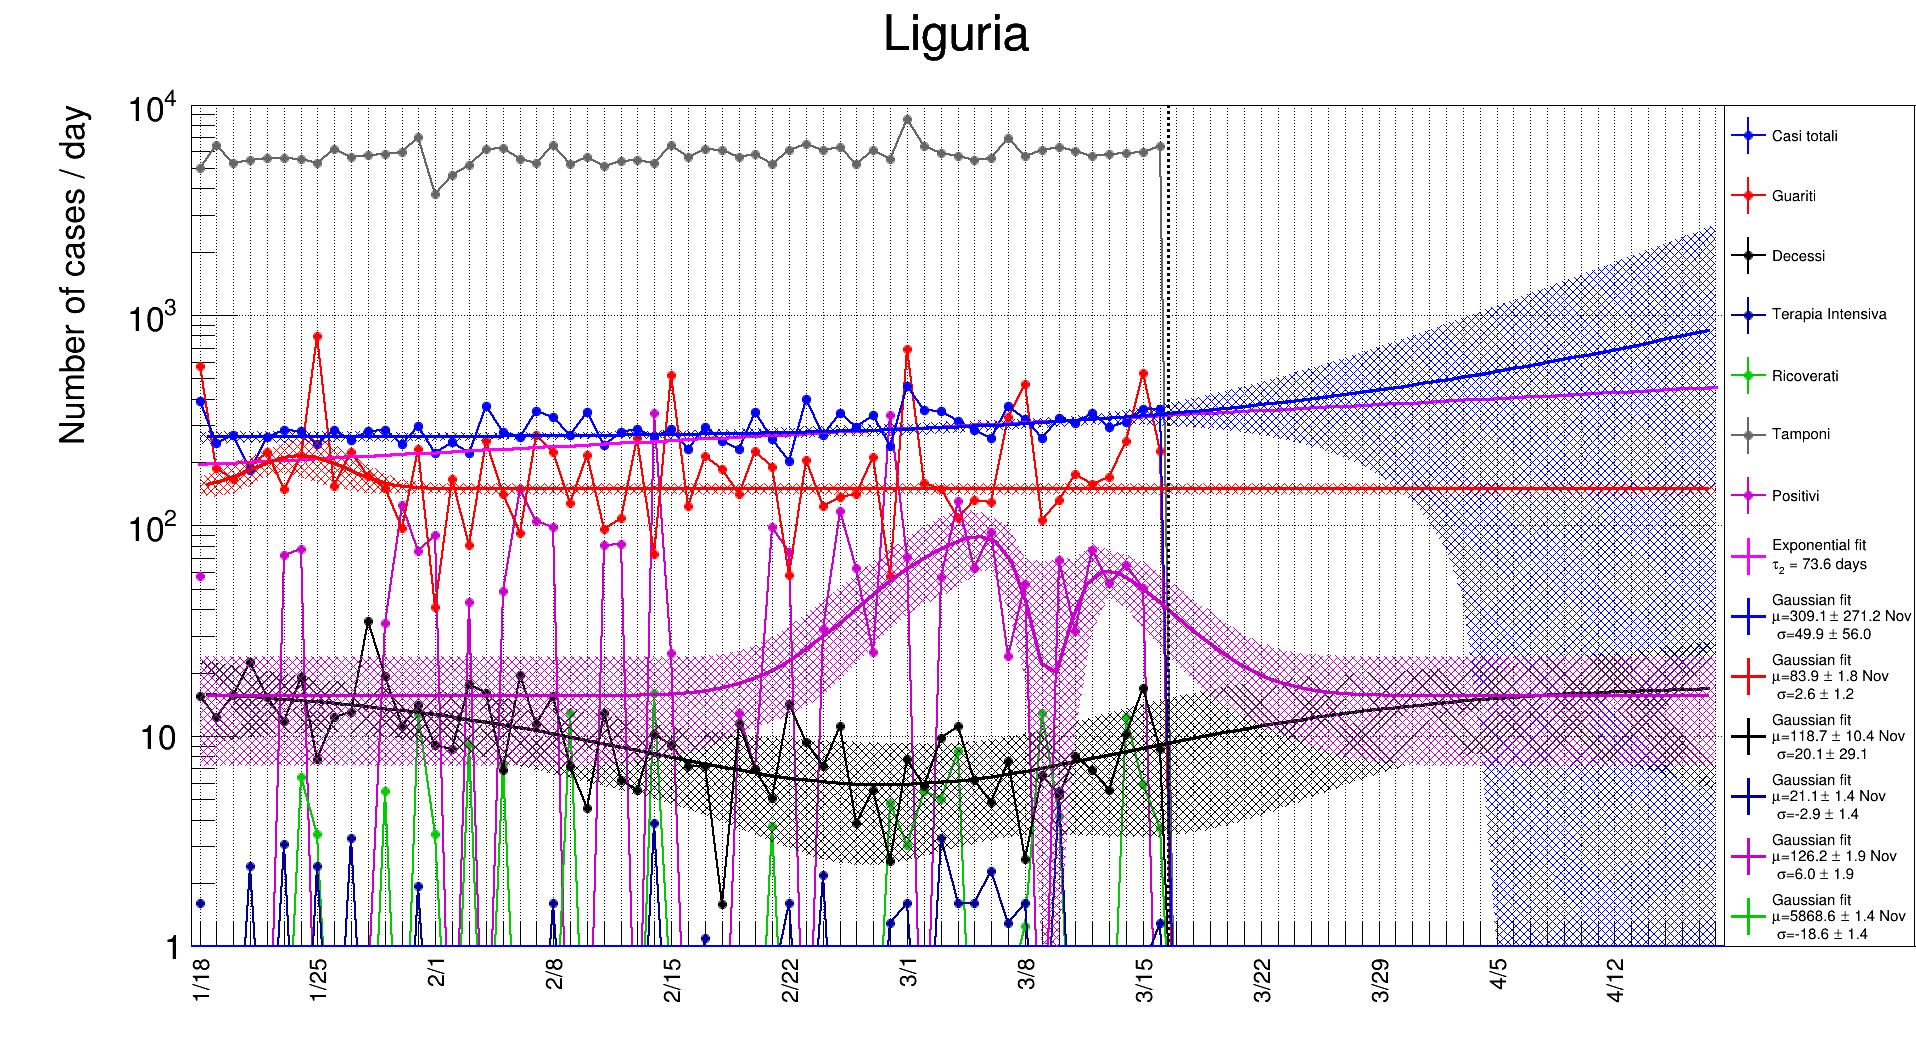 Liguria
Number of cases / day
10^4
10^3
10^2
10
1
1/18
1/25
2/1
2/8
2/15
2/22
3/1
3/8
3/15
3/22
3/29
4/5
4/12
Casi totali
Guariti
Decessi
Terapia Intensiva
Ricoverati
Tamponi
Positivi
Exponential fit
τ₂ = 73.6 days
Gaussian fit
μ=309.1 ± 271.2 Nov
σ=49.9 ± 56.0
Gaussian fit
μ=83.9 ± 1.8 Nov
σ=2.6 ± 1.2
Gaussian fit
μ=118.7 ± 10.4 Nov
σ=20.1 ± 29.1
Gaussian fit
μ=21.1 ± 1.4 Nov
σ=-2.9 ± 1.4
Gaussian fit
μ=126.2 ± 1.9 Nov
σ=6.0 ± 1.9
Gaussian fit
μ=5868.6 ± 1.4 Nov
σ=-18.6 ± 1.4